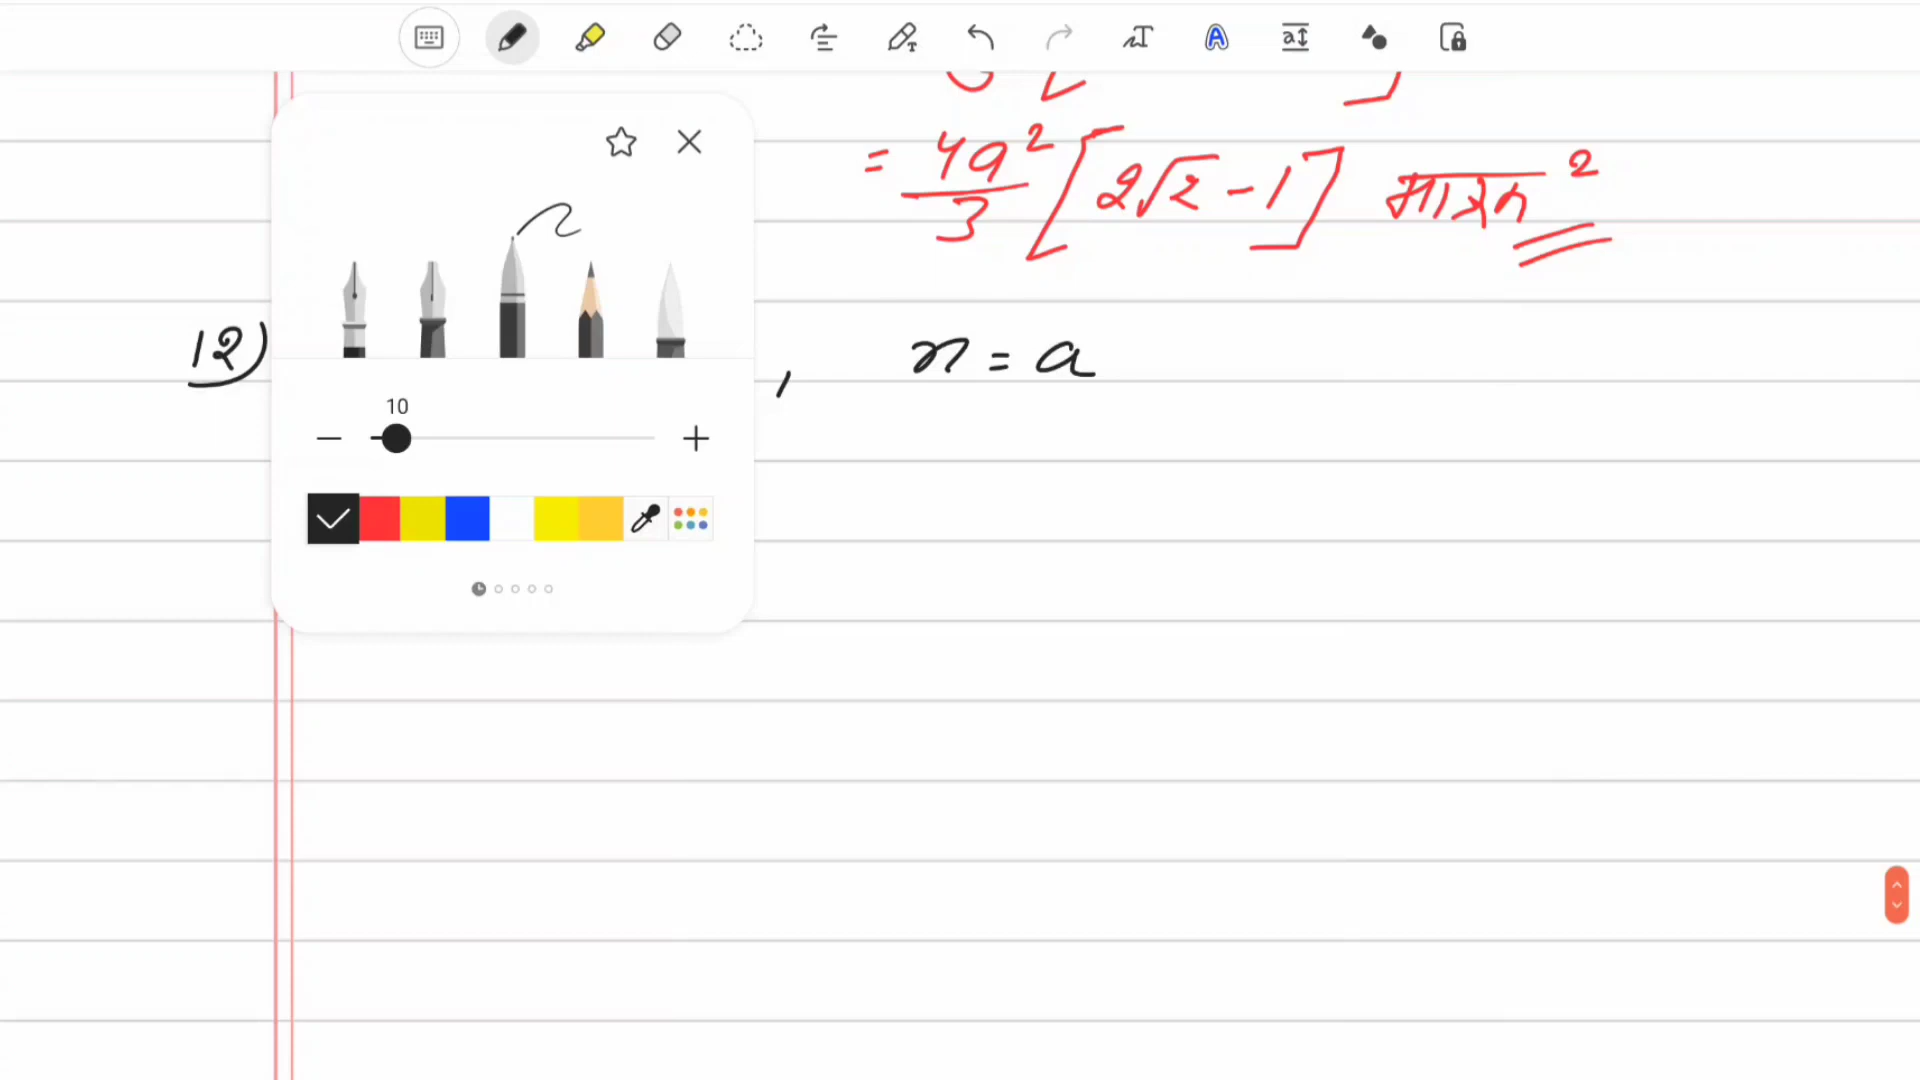 = 4a²/3 [2√2 - 1] मात्रक²
12) , x = a
10